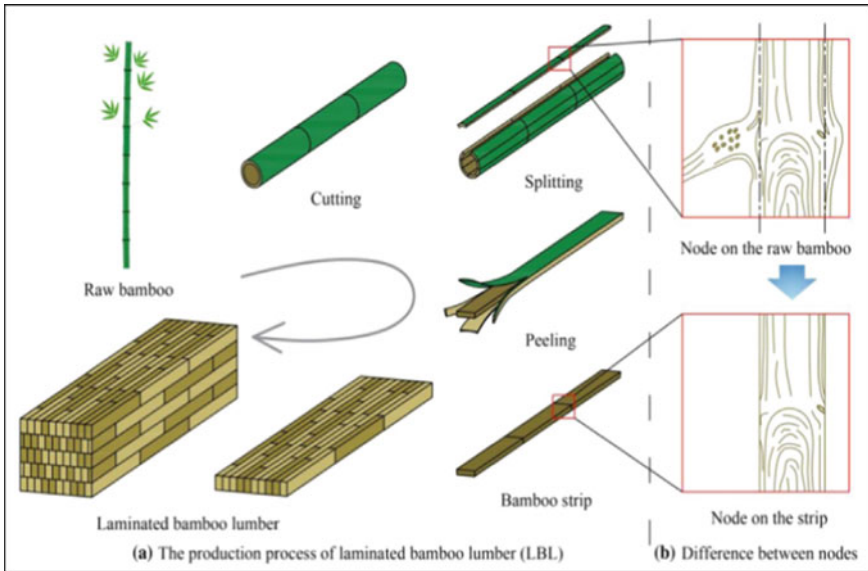 Raw bamboo
Cutting
Splitting
Peeling
Bamboo strip
Laminated bamboo lumber
(a) The production process of laminated bamboo lumber (LBL)
Node on the raw bamboo
Node on the strip
(b) Difference between nodes